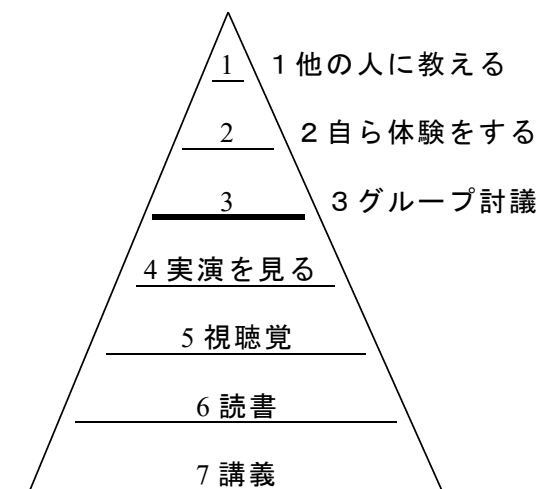 1 １他の人に教える
2 ２自ら体験をする
3 ３グループ討議
4 実演を見る
5 視聴覚
6 読書
7 講義